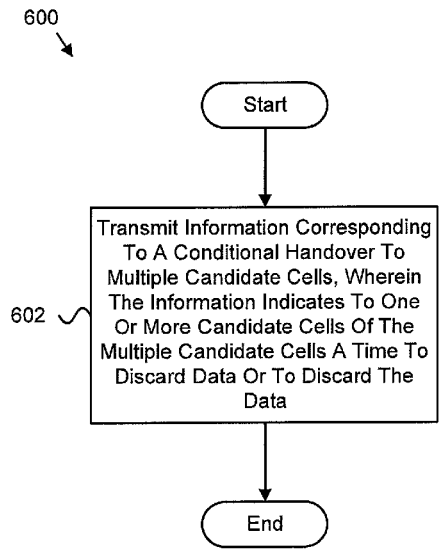 600
Start
Transmit Information Corresponding
To A Conditional Handover To
Multiple Candidate Cells, Wherein
The Information Indicates To One
Or More Candidate Cells Of The
Multiple Candidate Cells A Time To
Discard Data Or To Discard The
Data
602
End